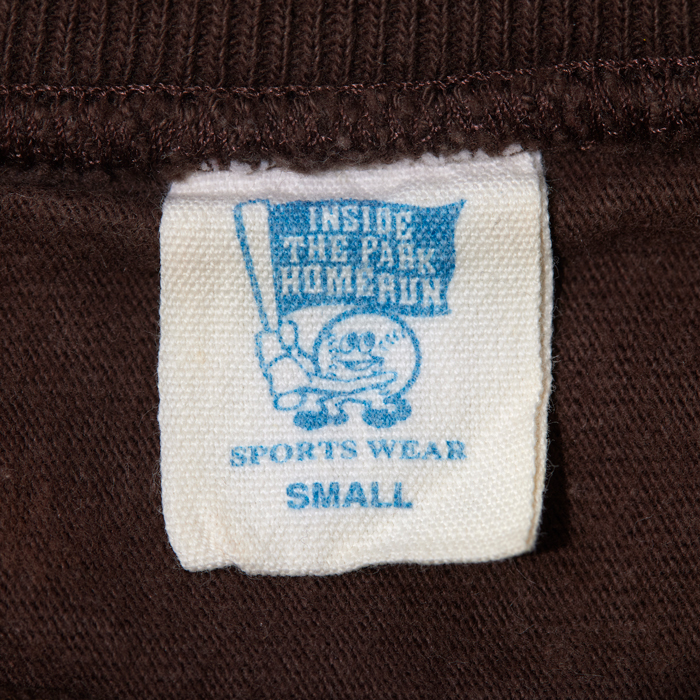 INSIDE
THE PARK
HOMERUN
SPORTS WEAR
SMALL